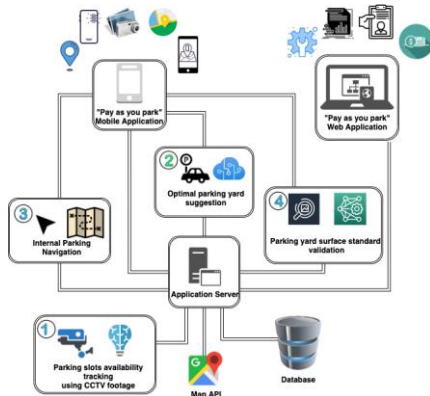 "Pay as you park"
Mobile Application
"Pay as you park"
Web Application
2
P
Optimal parking yard
suggestion
3
Internal Parking
Navigation
4
Parking yard surface standard
validation
Application Server
1
Parking slots availability
tracking
using CCTV footage
G
Map API
Database